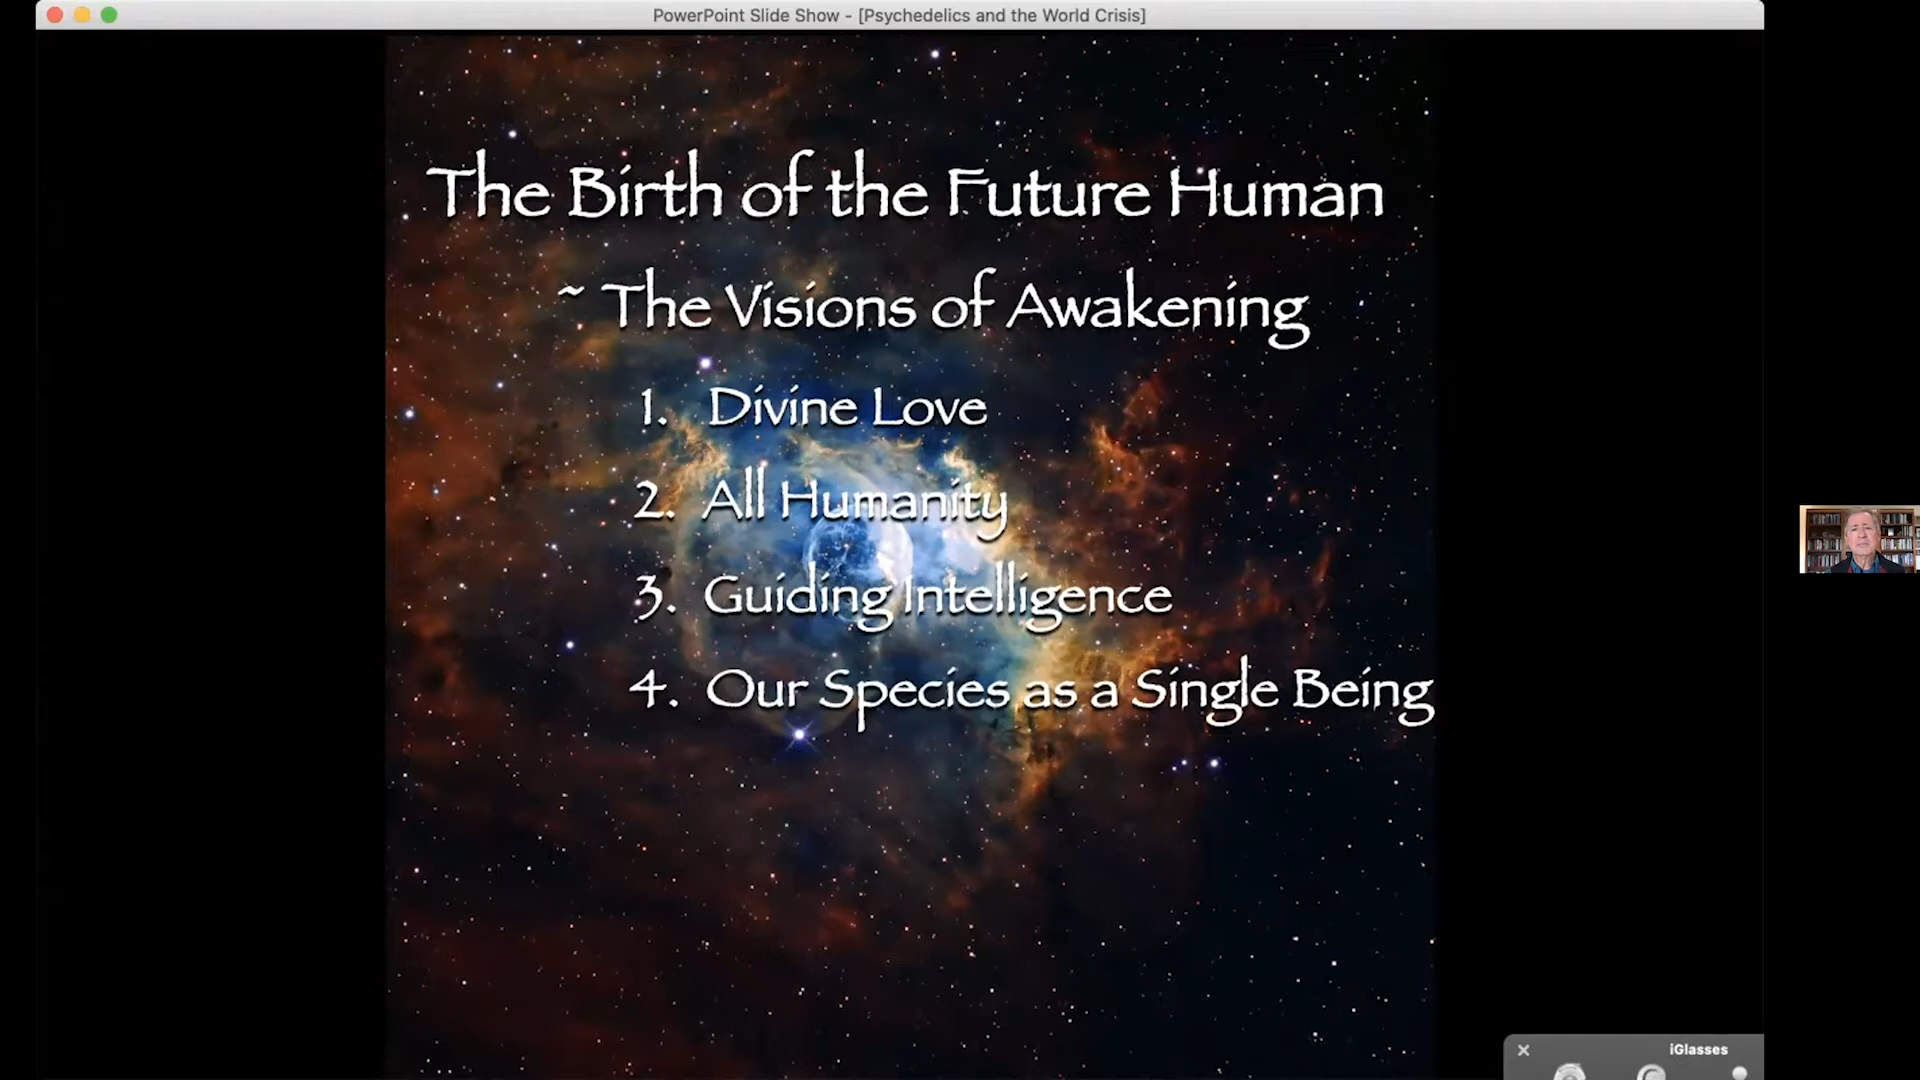 PowerPoint Slide Show - [Psychedelics and the World Crisis]
The Birth of the Future Human
~ The Visions of Awakening
1. Divine Love
2. All Humanity
3. Guiding Intelligence
4. Our Species as a Single Being
iGlasses